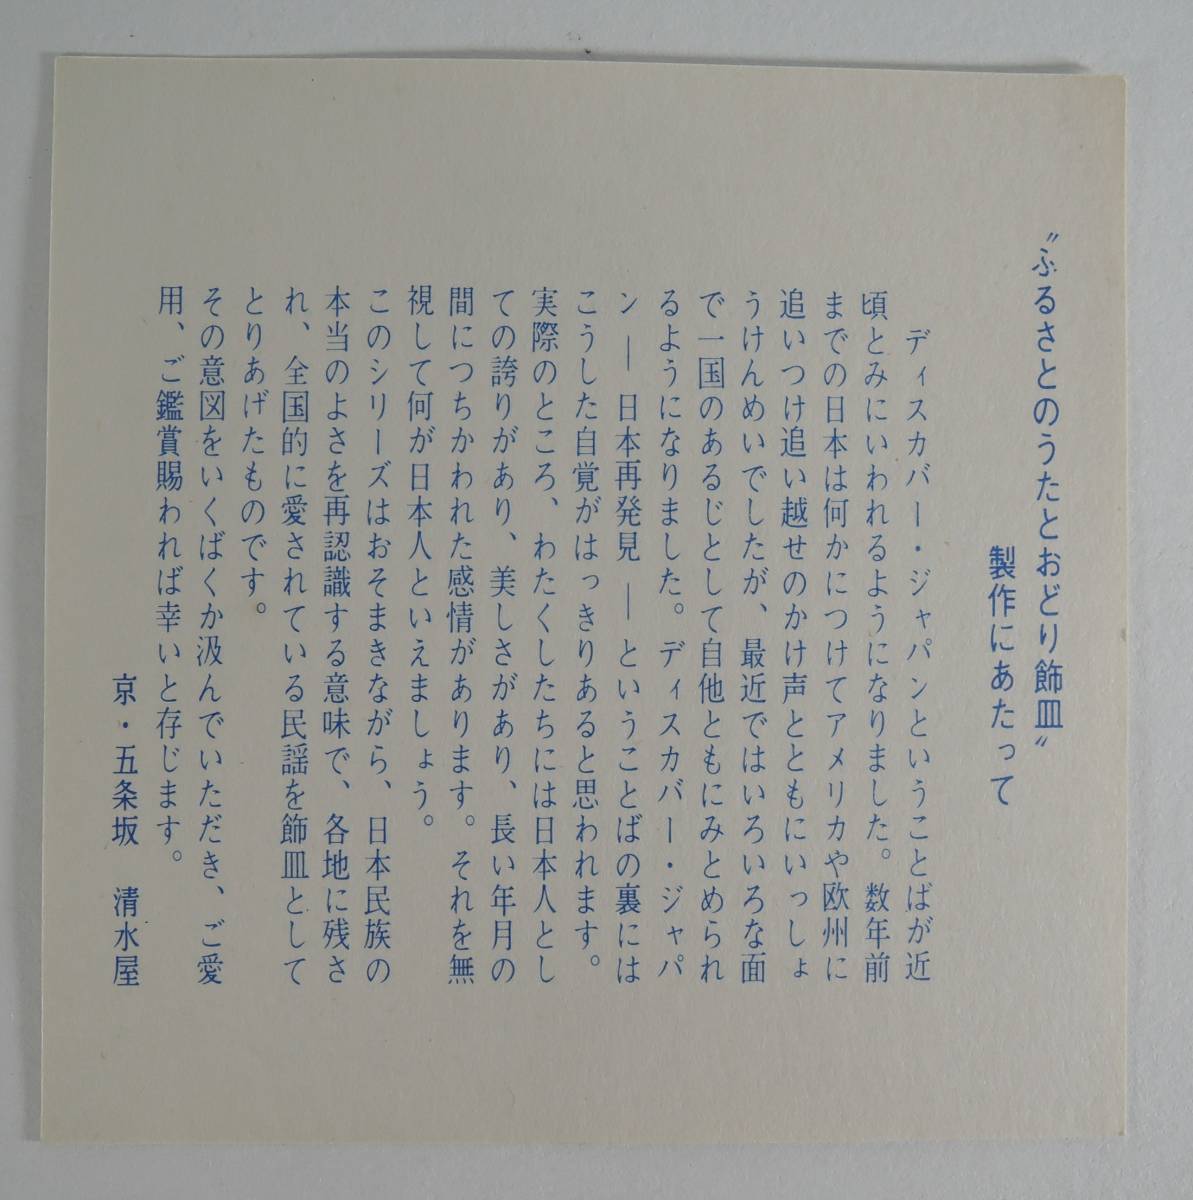 〝ふるさとのうたとおどり飾皿〟
製作にあたって
ディスカバー・ジャパンということばが近
頃とみにいわれるようになりました。数年前
までの日本は何かにつけてアメリカや欧州に
追いつけ追い越せのかけ声とともにいっしょ
うけんめいでしたが、最近ではいろいろな面
で一国のあるじとして自他ともにみとめられ
るようになりました。ディスカバー・ジャパ
ン ― 日本再発見 ― ということばの裏には
こうした自覚がはっきりあると思われます。
実際のところ、わたくしたちには日本人とし
ての誇りがあり、美しさがあり、長い年月の
間につちかわれた感情があります。それを無
視して何が日本人といえましょう。
このシリーズはおそまきながら、日本民族の
本当のよさを再認識する意味で、各地に残さ
れ、全国的に愛されている民謡を飾皿として
とりあげたものです。
その意図をいくばくか汲んでいただき、ご愛
用、ご鑑賞賜われば幸いと存じます。
京・五条坂　清水屋